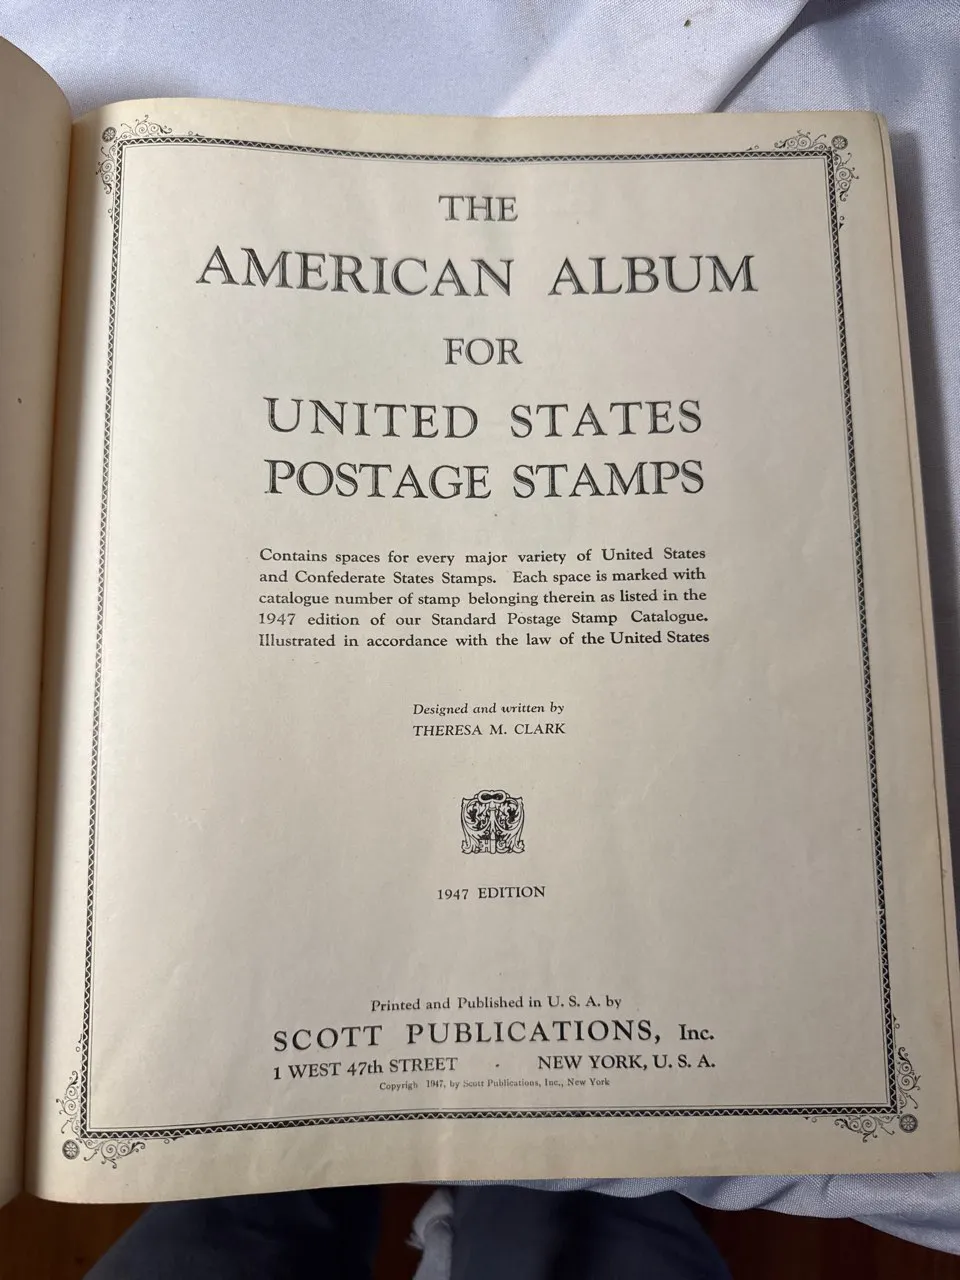 THE
AMERICAN ALBUM
FOR
UNITED STATES
POSTAGE STAMPS
Contains spaces for every major variety of United States
and Confederate States Stamps. Each space is marked with
catalogue number of stamp belonging therein as listed in the
1947 edition of our Standard Postage Stamp Catalogue.
Illustrated in accordance with the law of the United States
Designed and written by
THERESA M. CLARK
1947 EDITION
Printed and Published in U. S. A. by
SCOTT PUBLICATIONS, Inc.
1 WEST 47th STREET · NEW YORK, U. S. A.
Copyrigh 1947, by Scott Publications, Inc., New York